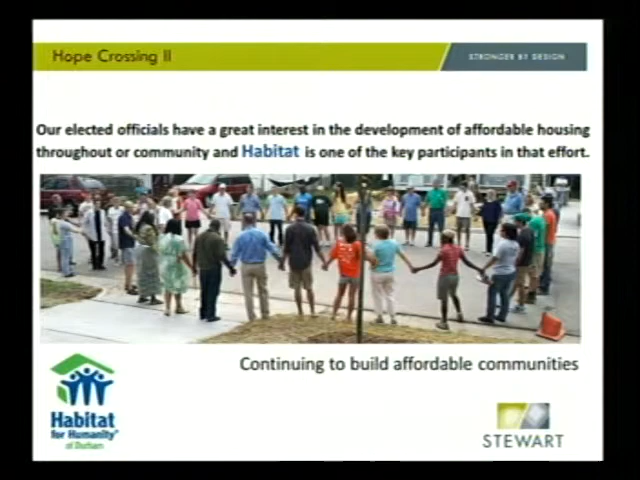 Hope Crossing II
STRONGER BY DESIGN
Our elected officials have a great interest in the development of affordable housing
throughout or community and Habitat is one of the key participants in that effort.
Continuing to build affordable communities
Habitat
for Humanity®
of Durham
STEWART